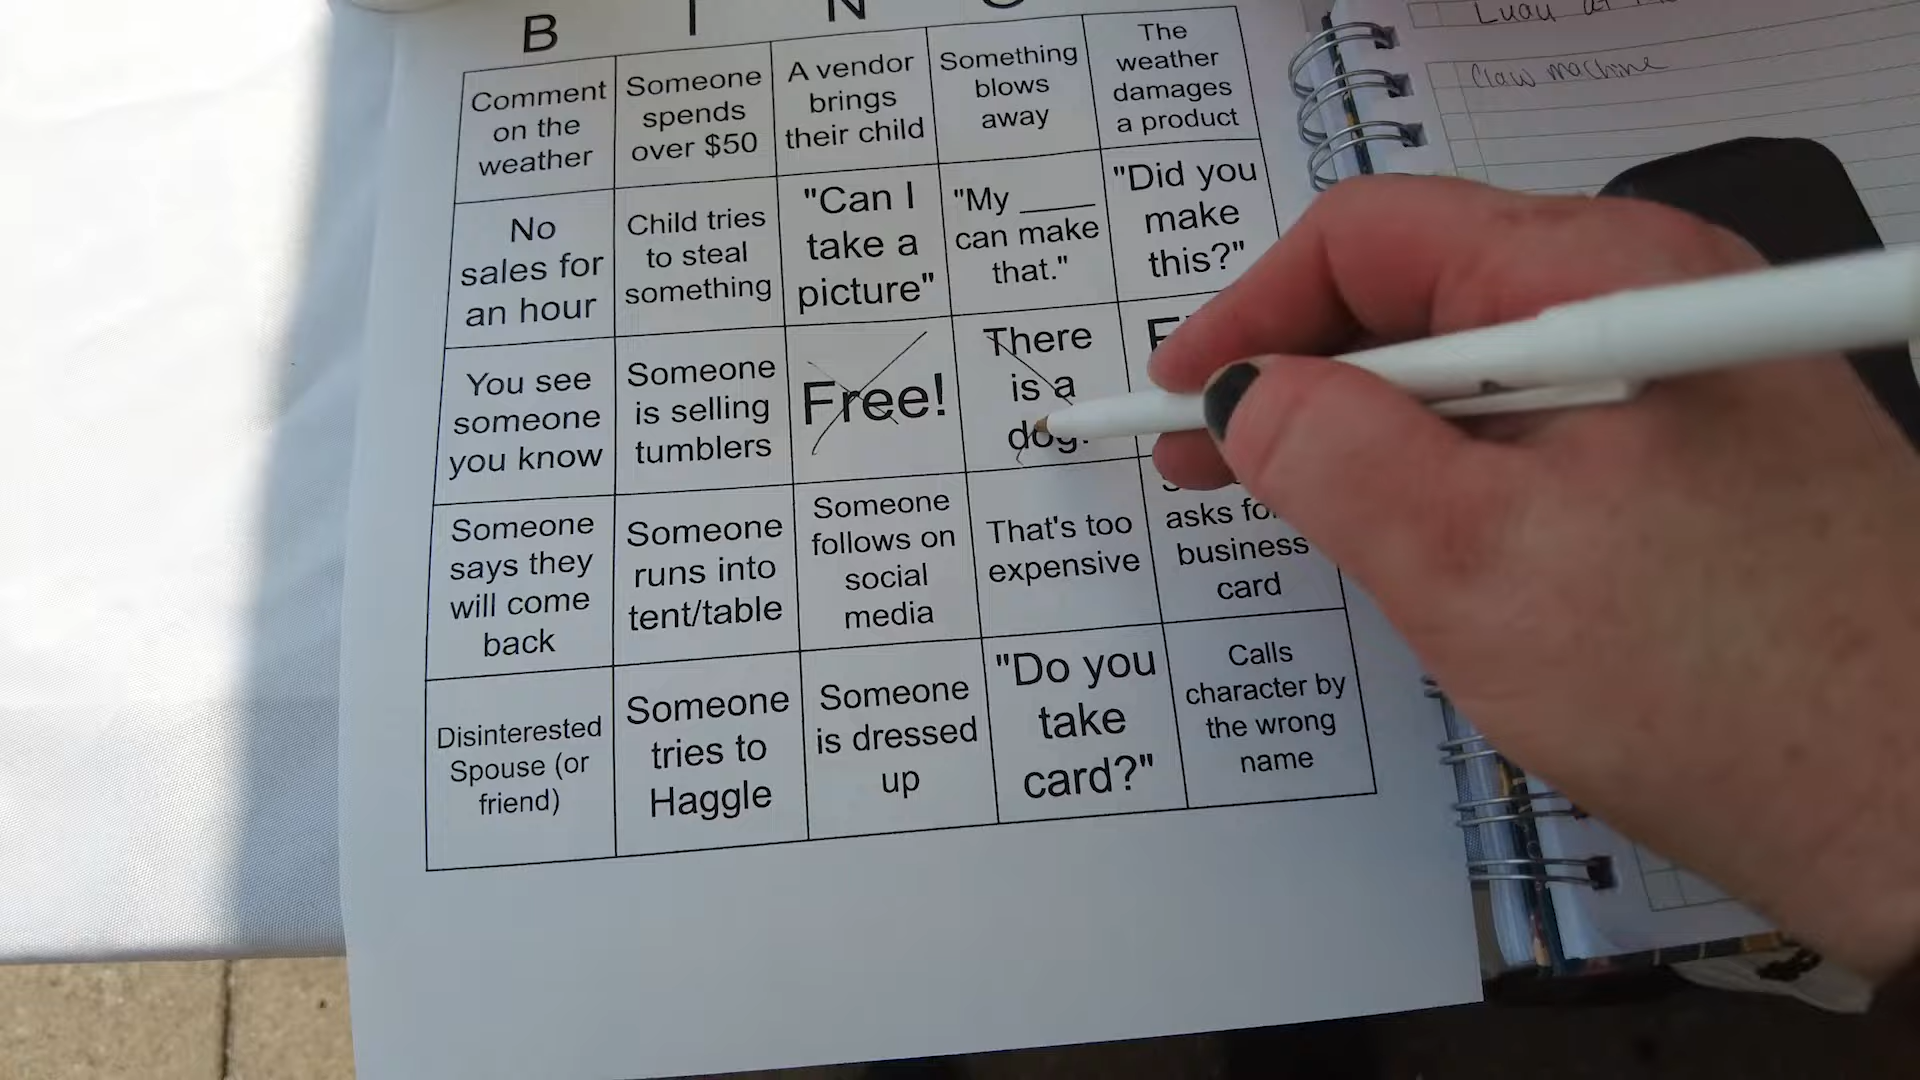 B I N
Comment
on the
weather
Someone
spends
over $50
A vendor
brings
their child
Something
blows
away
The
weather
damages
a product
No
sales for
an hour
Child tries
to steal
something
"Can I
take a
picture"
"My ____
can make
that."
"Did you
make
this?"
You see
someone
you know
Someone
is selling
tumblers
Free!
There
is a
dog.
Someone
says they
will come
back
Someone
runs into
tent/table
Someone
follows on
social
media
That's too
expensive
asks
business
card
Disinterested
Spouse (or
friend)
Someone
tries to
Haggle
Someone
is dressed
up
"Do you
take
card?"
Calls
character by
the wrong
name
Luau at
Claw machine